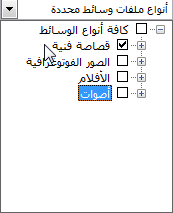 أنواع ملفات وسائط محددة
كافة أنواع الوسائط
قصاصة فنية
الصور الفوتوغرافية
الأفلام
أصوات